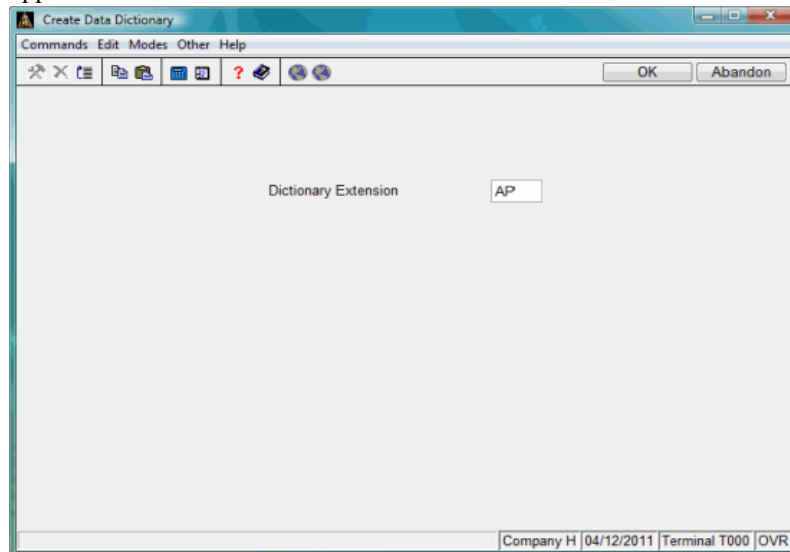 Create Data Dictionary
Commands Edit Modes Other Help
OK Abandon
Dictionary Extension AP
Company H 04/12/2011 Terminal T000 OVR